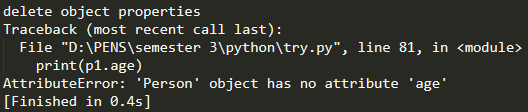 delete object properties
Traceback (most recent call last):
  File "D:\PENS\semester 3\python\try.py", line 81, in <module>
    print(p1.age)
AttributeError: 'Person' object has no attribute 'age'
[Finished in 0.4s]